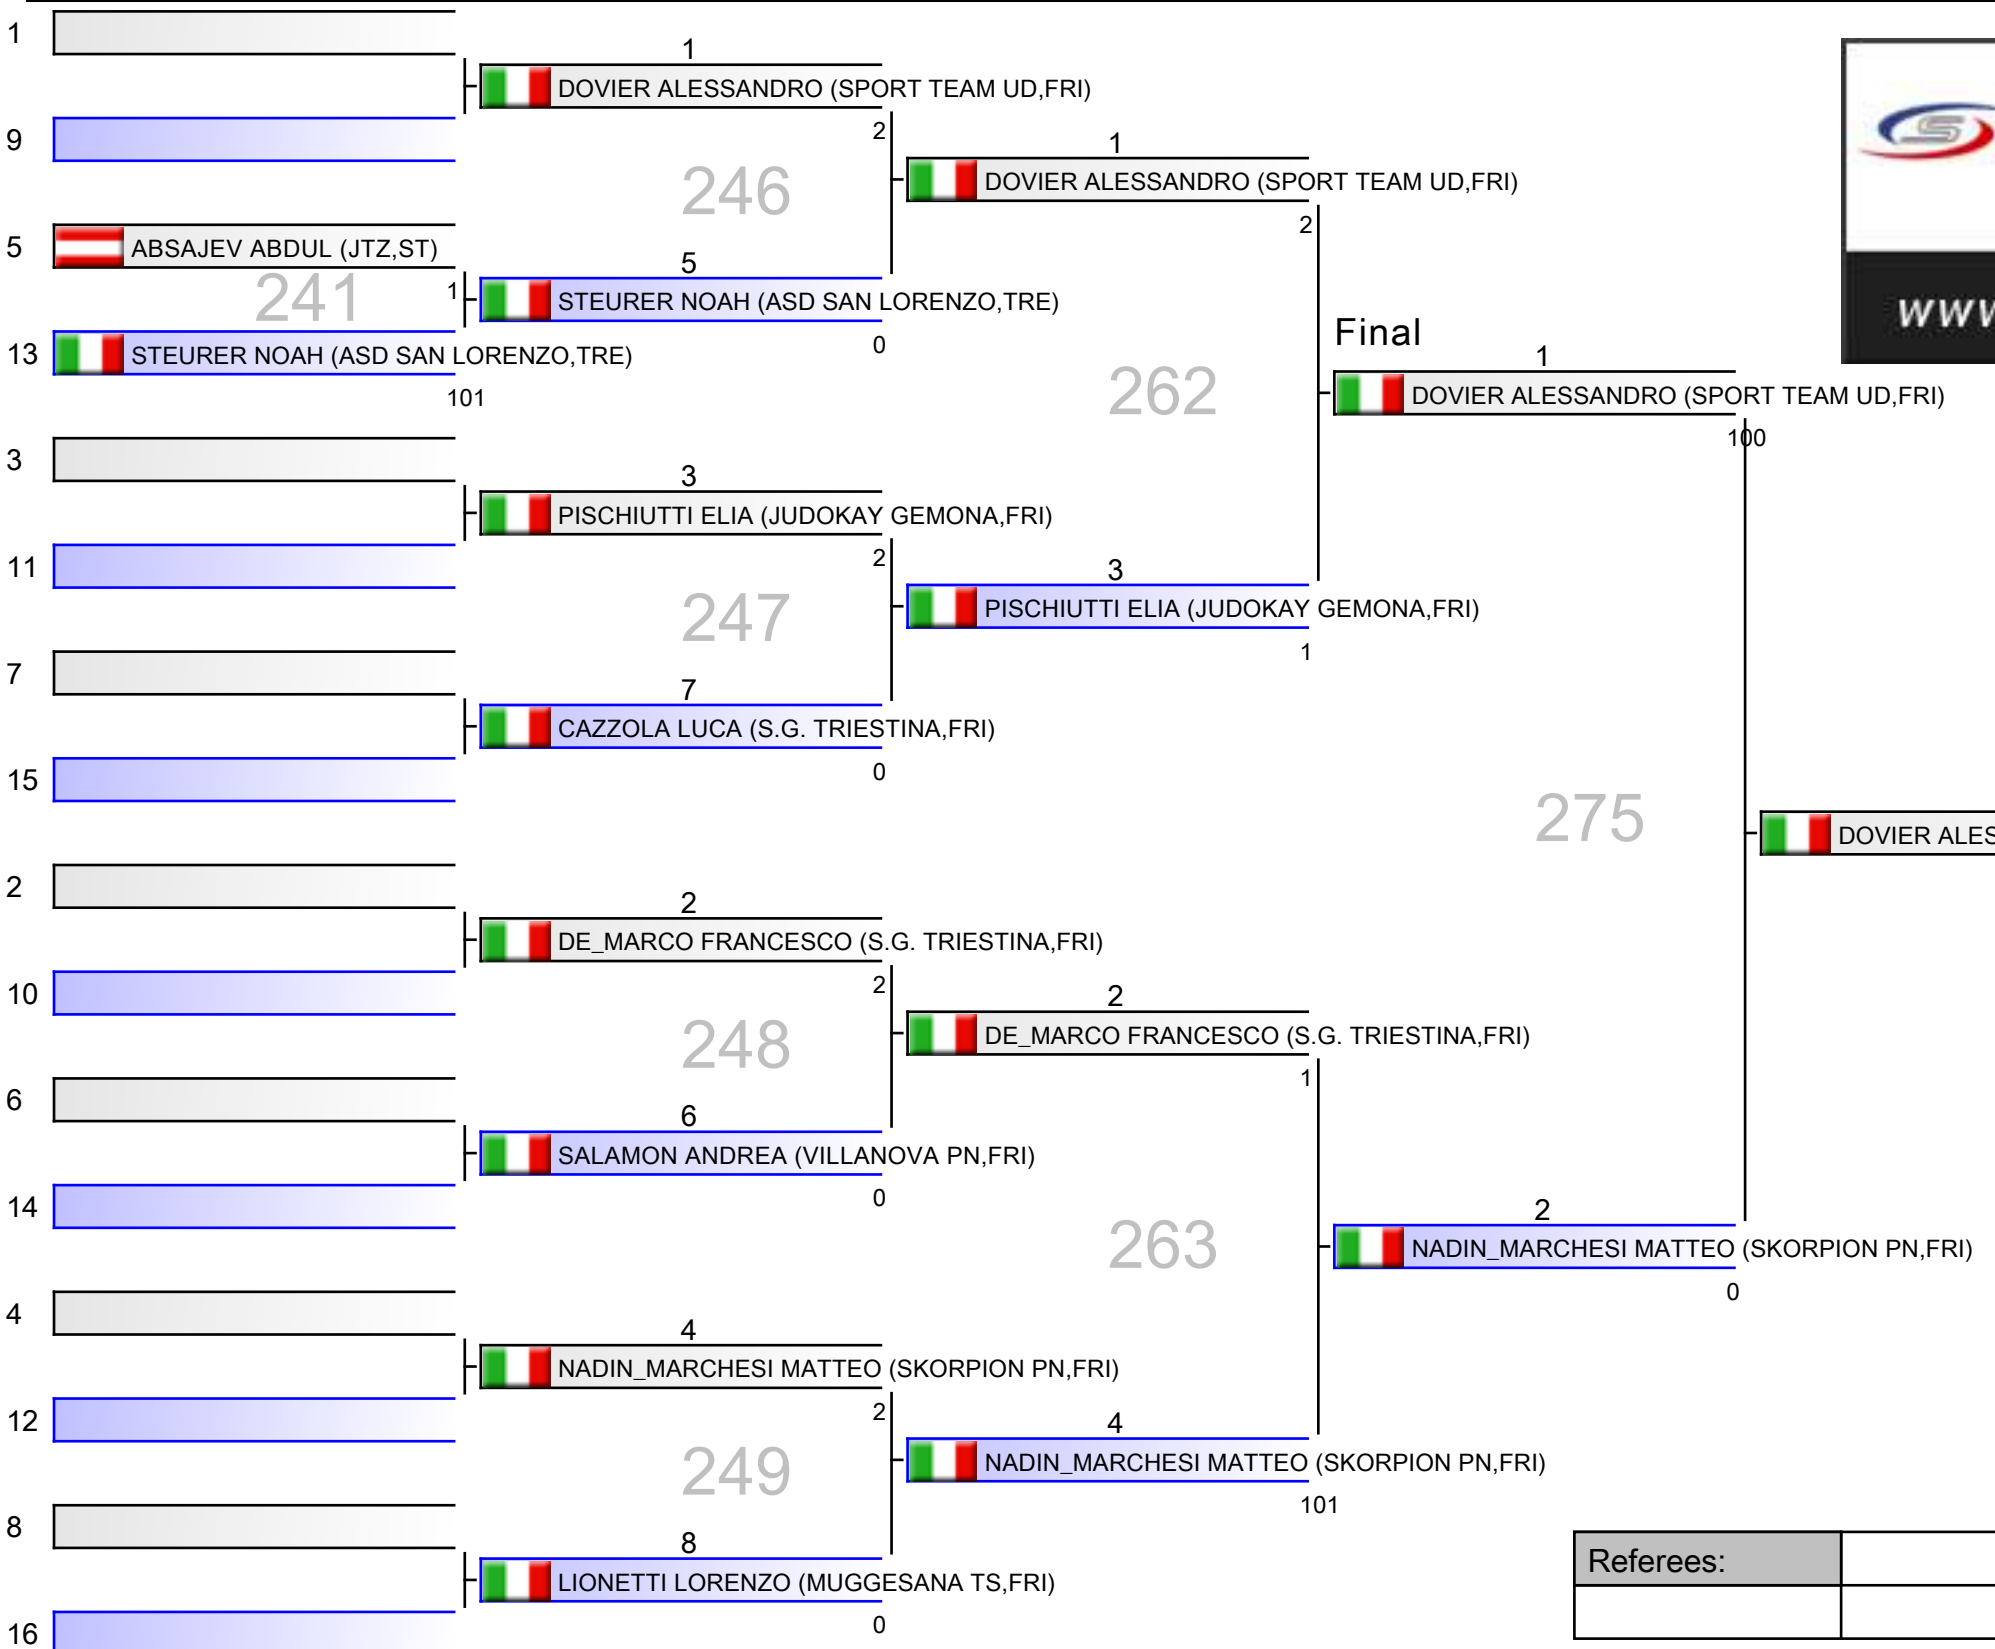 1
1
DOVIER ALESSANDRO (SPORT TEAM UD,FRI)
2
9
246
1
DOVIER ALESSANDRO (SPORT TEAM UD,FRI)
2
5
ABSAJEV ABDUL (JTZ,ST)
241
1
5
STEURER NOAH (ASD SAN LORENZO,TRE)
0
13
STEURER NOAH (ASD SAN LORENZO,TRE)
101
262
Final
1
DOVIER ALESSANDRO (SPORT TEAM UD,FRI)
100
WWW
3
3
PISCHIUTTI ELIA (JUDOKAY GEMONA,FRI)
2
11
247
3
PISCHIUTTI ELIA (JUDOKAY GEMONA,FRI)
1
7
7
CAZZOLA LUCA (S.G. TRIESTINA,FRI)
0
15
275
DOVIER ALES
2
2
DE_MARCO FRANCESCO (S.G. TRIESTINA,FRI)
2
10
248
2
DE_MARCO FRANCESCO (S.G. TRIESTINA,FRI)
1
6
6
SALAMON ANDREA (VILLANOVA PN,FRI)
0
14
263
2
NADIN_MARCHESI MATTEO (SKORPION PN,FRI)
0
4
4
NADIN_MARCHESI MATTEO (SKORPION PN,FRI)
2
12
249
4
NADIN_MARCHESI MATTEO (SKORPION PN,FRI)
101
8
8
LIONETTI LORENZO (MUGGESANA TS,FRI)
0
16
Referees: